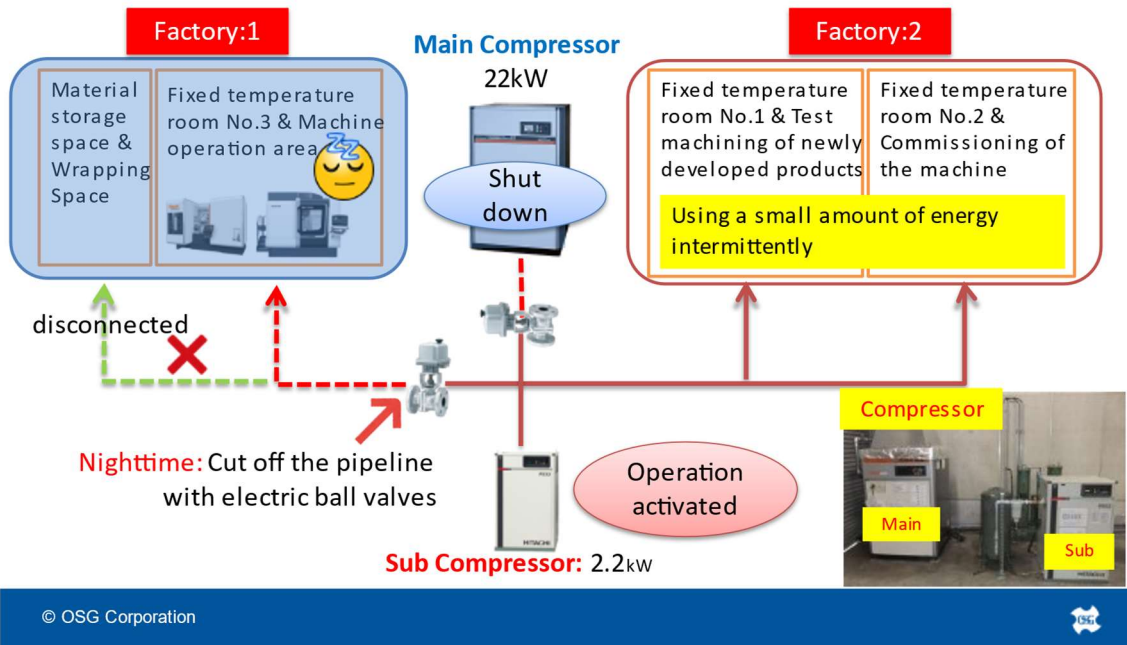 Factory:1
Material
storage
space &
Wrapping
Space
Fixed temperature
room No.3 & Machine
operation area
ZZ
Main Compressor
22kW
Shut
down
Factory:2
Fixed temperature
room No.1 & Test
machining of newly
developed products
Fixed temperature
room No.2 &
Commissioning of
the machine
Using a small amount of energy
intermittently
disconnected
Nighttime: Cut off the pipeline
with electric ball valves
HITACHI
Operation
activated
Sub Compressor: 2.2kW
Compressor
Main
Sub
© OSG Corporation
OSG